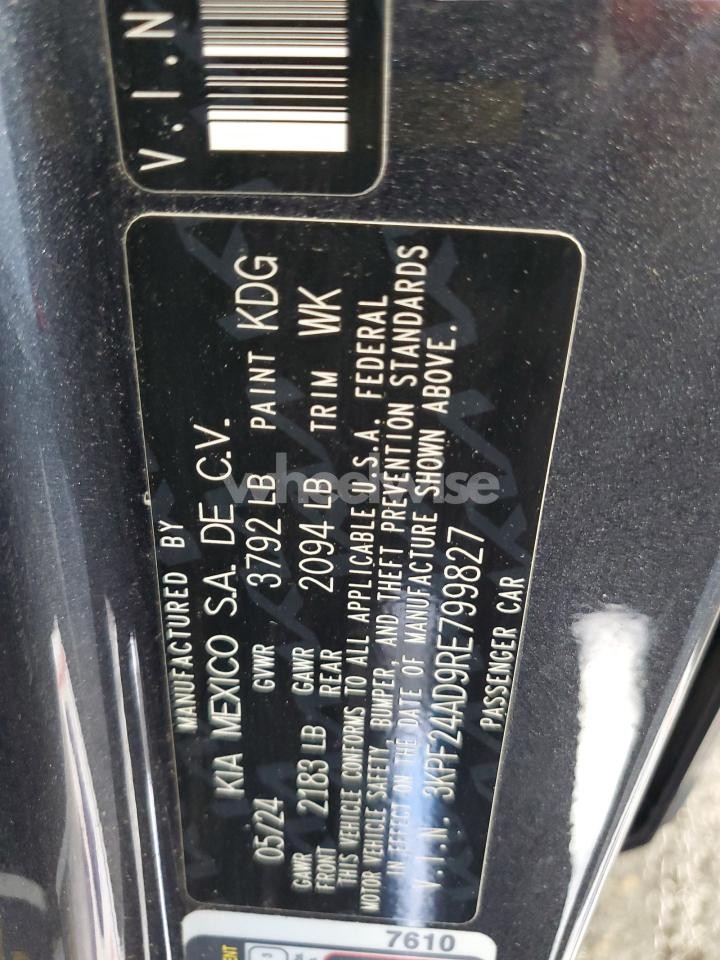 V.I.N
MANUFACTURED BY
KIA MEXICO S.A. DE C.V.
05/24 GVWR 3792 LB PAINT KDG
GAWR FRONT 2183 LB GAWR REAR 2094 LB TRIM WK
THIS VEHICLE CONFORMS TO ALL APPLICABLE U.S.A. FEDERAL
MOTOR VEHICLE SAFETY, BUMPER, AND THEFT PREVENTION STANDARDS
IN EFFECT ON THE DATE OF MANUFACTURE SHOWN ABOVE.
V.I.N. 3KPF24AD9RE799827
PASSENGER CAR
7610
wheelwise